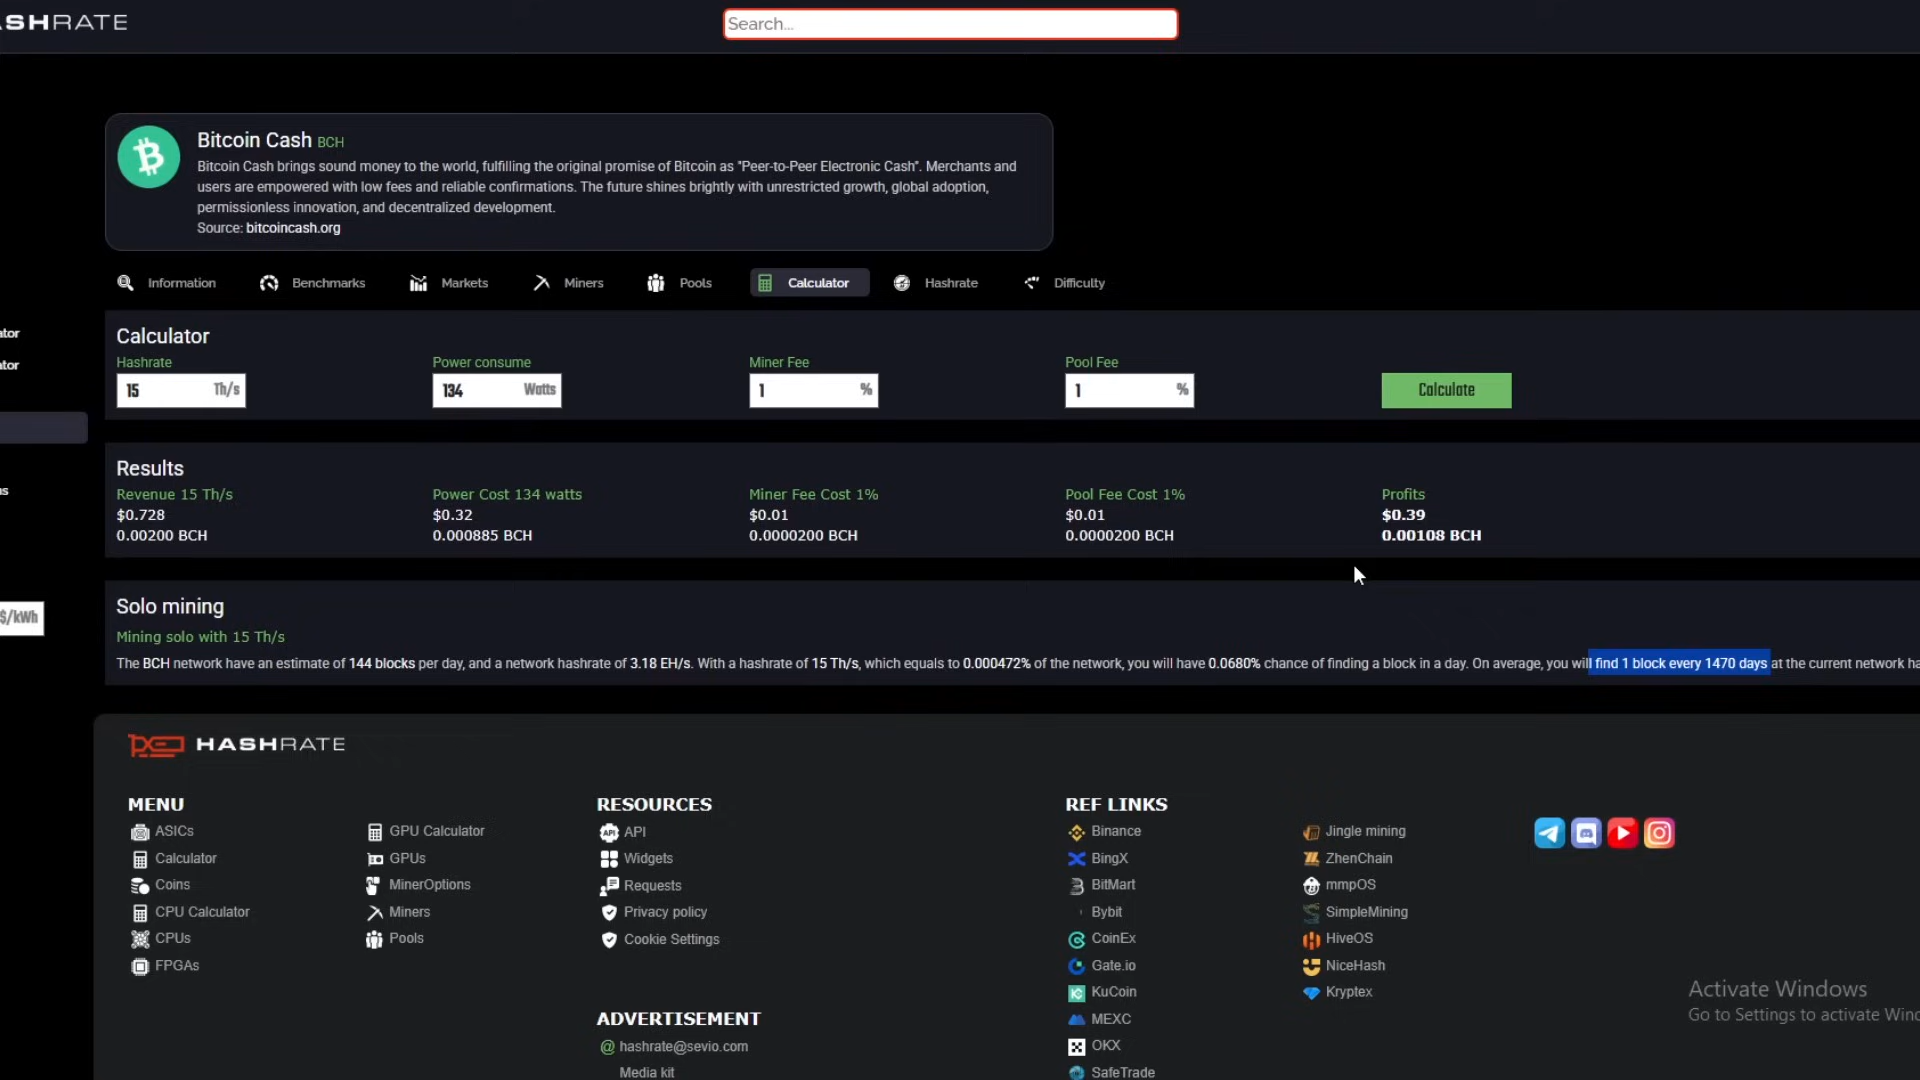 SHRATE
Search...
Bitcoin Cash BCH
Bitcoin Cash brings sound money to the world, fulfilling the original promise of Bitcoin as "Peer-to-Peer Electronic Cash". Merchants and
users are empowered with low fees and reliable confirmations. The future shines brightly with unrestricted growth, global adoption,
permissionless innovation, and decentralized development.
Source: bitcoincash.org
Information Benchmarks Markets Miners Pools Calculator Hashrate Difficulty
ator
ator
Calculator
Hashrate Power consume Miner Fee Pool Fee
15 Th/s 134 Watts 1 % 1 % Calculate
Results
Revenue 15 Th/s Power Cost 134 watts Miner Fee Cost 1% Pool Fee Cost 1% Profits
$0.728 $0.32 $0.01 $0.01 $0.39
0.00200 BCH 0.000885 BCH 0.0000200 BCH 0.0000200 BCH 0.00108 BCH
s
$/kWh
Solo mining
Mining solo with 15 Th/s
The BCH network have an estimate of 144 blocks per day, and a network hashrate of 3.18 EH/s. With a hashrate of 15 Th/s, which equals to 0.000472% of the network, you will have 0.0680% chance of finding a block in a day. On average, you will find 1 block every 1470 days at the current network ha
HASHRATE
MENU
ASICs
Calculator
Coins
CPU Calculator
CPUs
FPGAs
GPU Calculator
GPUs
MinerOptions
Miners
Pools
RESOURCES
API
Widgets
Requests
Privacy policy
Cookie Settings
ADVERTISEMENT
@ hashrate@sevio.com
Media kit
REF LINKS
Binance
BingX
BitMart
Bybit
CoinEx
Gate.io
KuCoin
MEXC
OKX
SafeTrade
Jingle mining
ZhenChain
mmpOS
SimpleMining
HiveOS
NiceHash
Kryptex
Activate Windows
Go to Settings to activate Wind